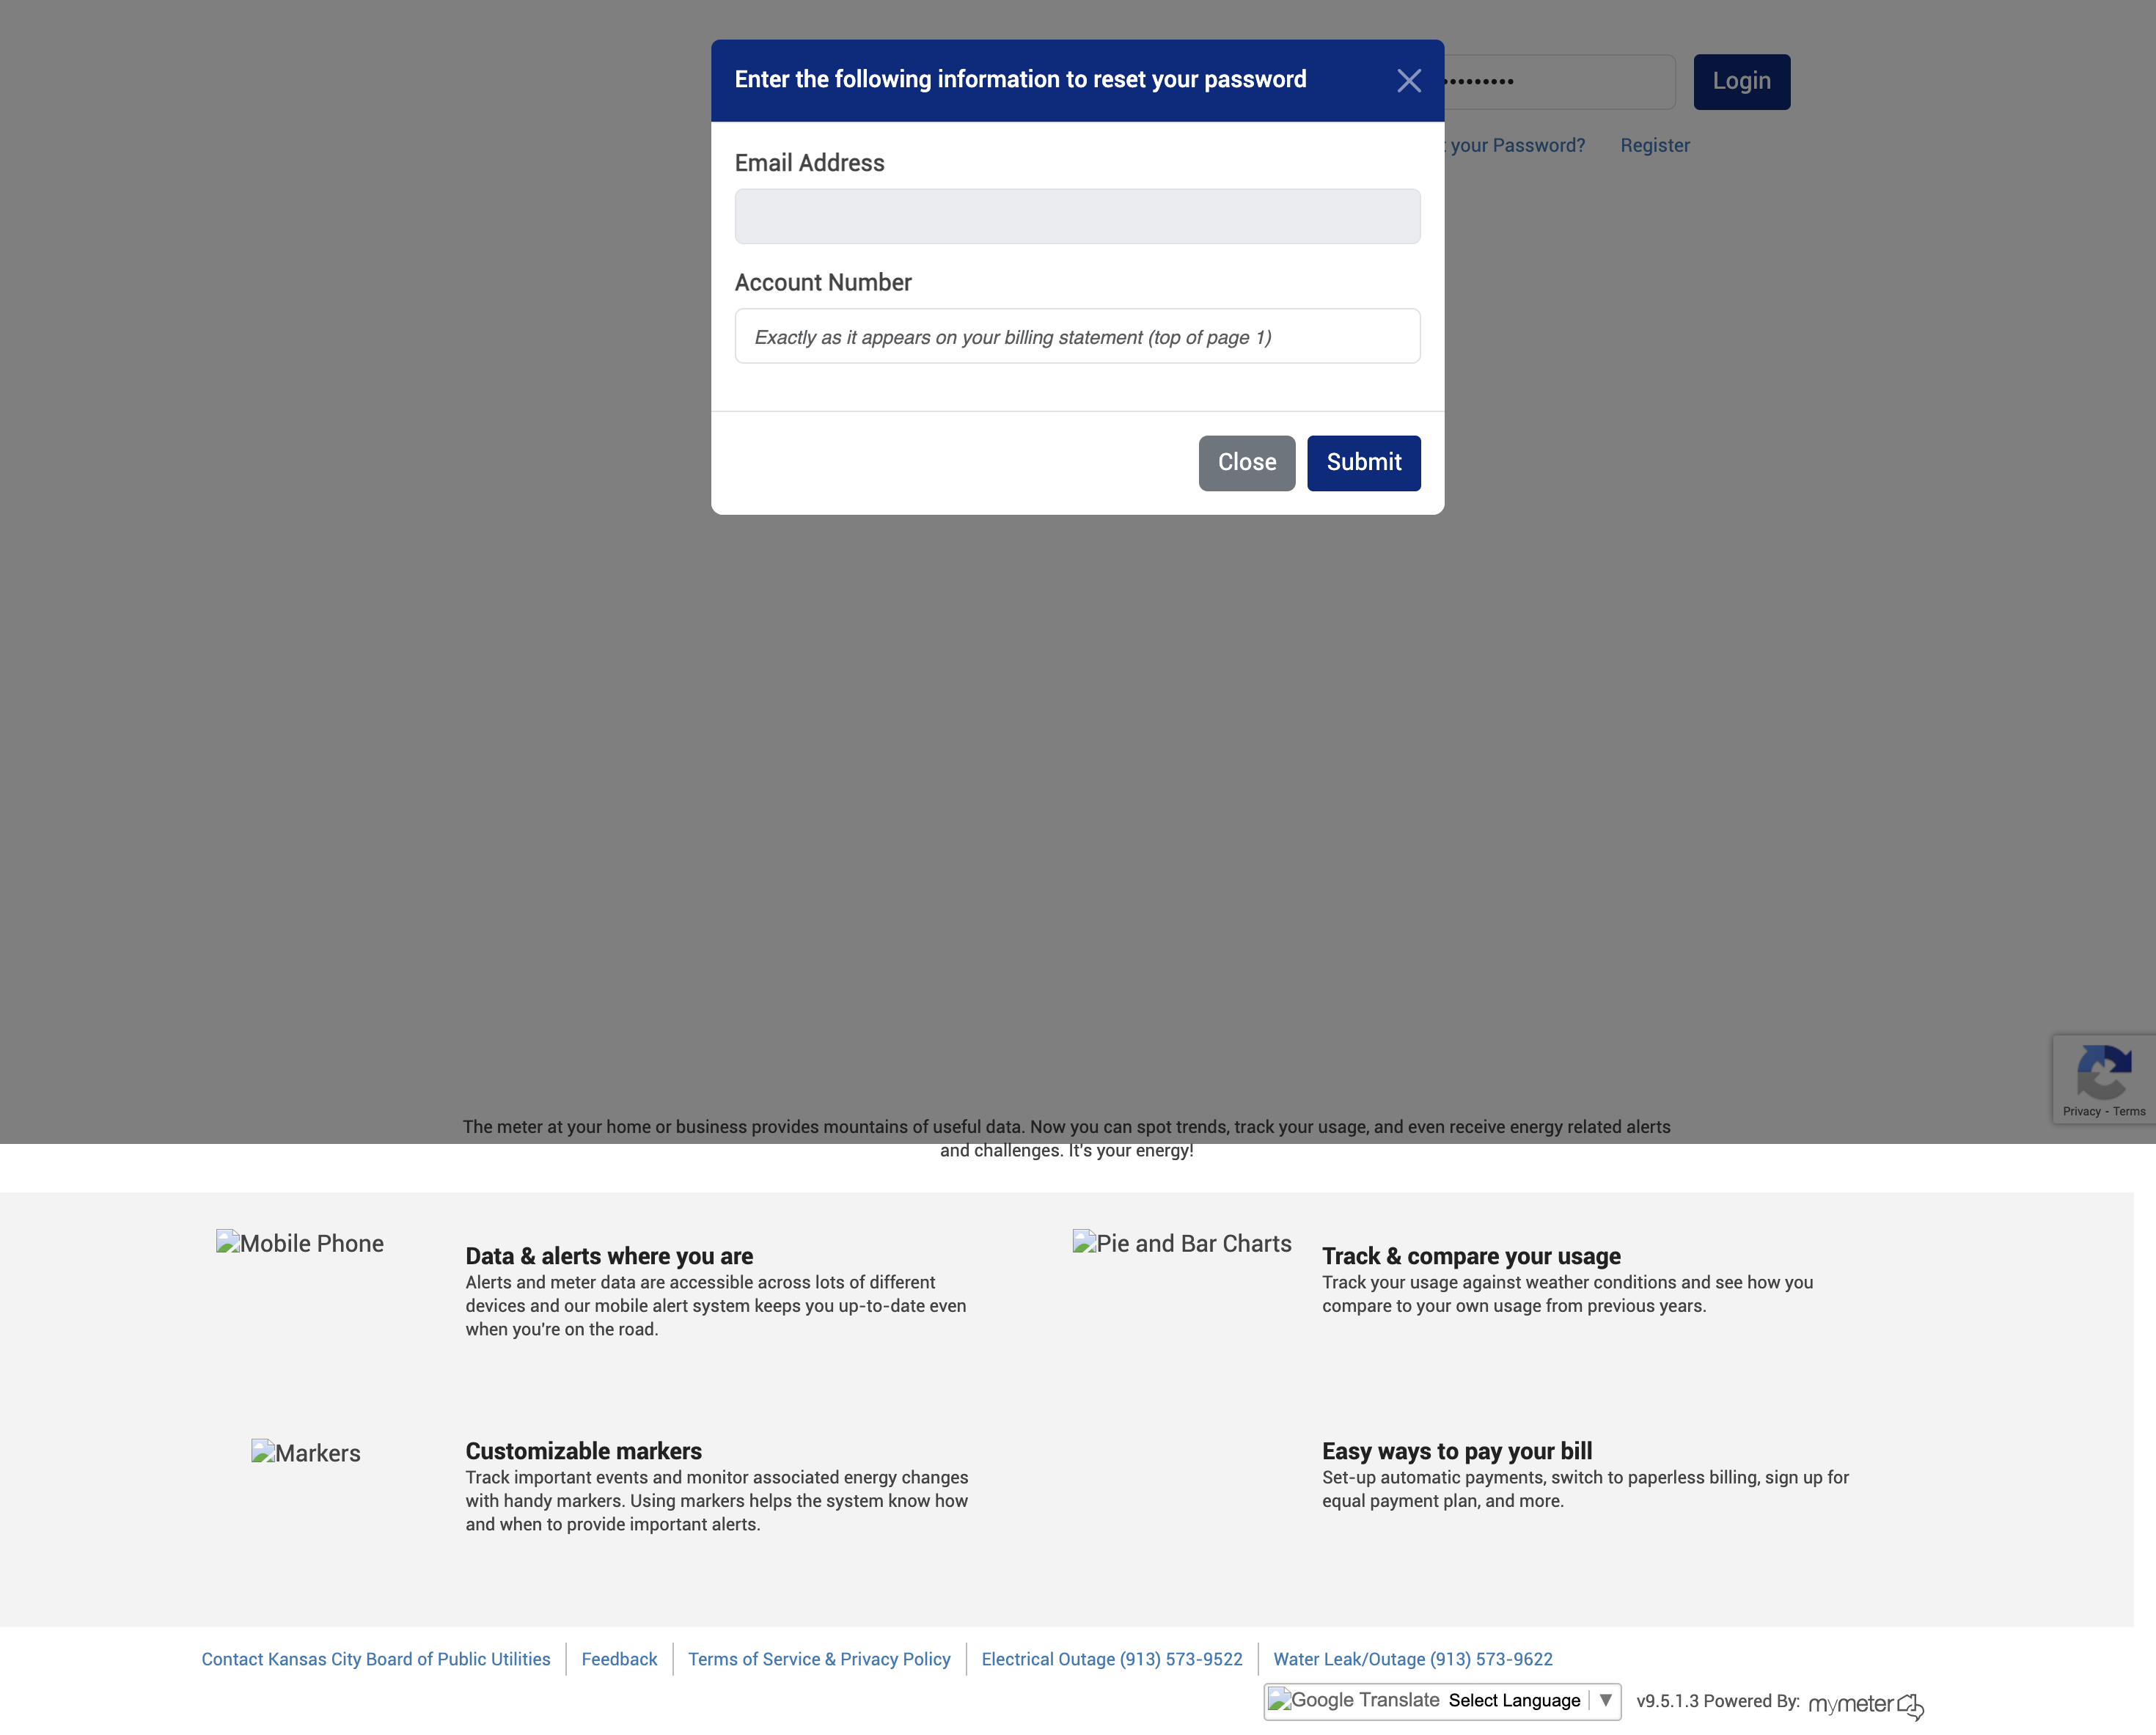 Enter the following information to reset your password
Login
your Password?
Register
Email Address
Account Number
Exactly as it appears on your billing statement (top of page 1)
Close
Submit
Privacy - Terms
The meter at your home or business provides mountains of useful data. Now you can spot trends, track your usage, and even receive energy related alerts
and challenges. It's your energy!
Mobile Phone
Data & alerts where you are
Alerts and meter data are accessible across lots of different
devices and our mobile alert system keeps you up-to-date even
when you're on the road.
Pie and Bar Charts
Track & compare your usage
Track your usage against weather conditions and see how you
compare to your own usage from previous years.
Markers
Customizable markers
Track important events and monitor associated energy changes
with handy markers. Using markers helps the system know how
and when to provide important alerts.
Easy ways to pay your bill
Set-up automatic payments, switch to paperless billing, sign up for
equal payment plan, and more.
Contact Kansas City Board of Public Utilities
Feedback
Terms of Service & Privacy Policy
Electrical Outage (913) 573-9522
Water Leak/Outage (913) 573-9622
Google Translate Select Language ▼
v9.5.1.3 Powered By: mymeter